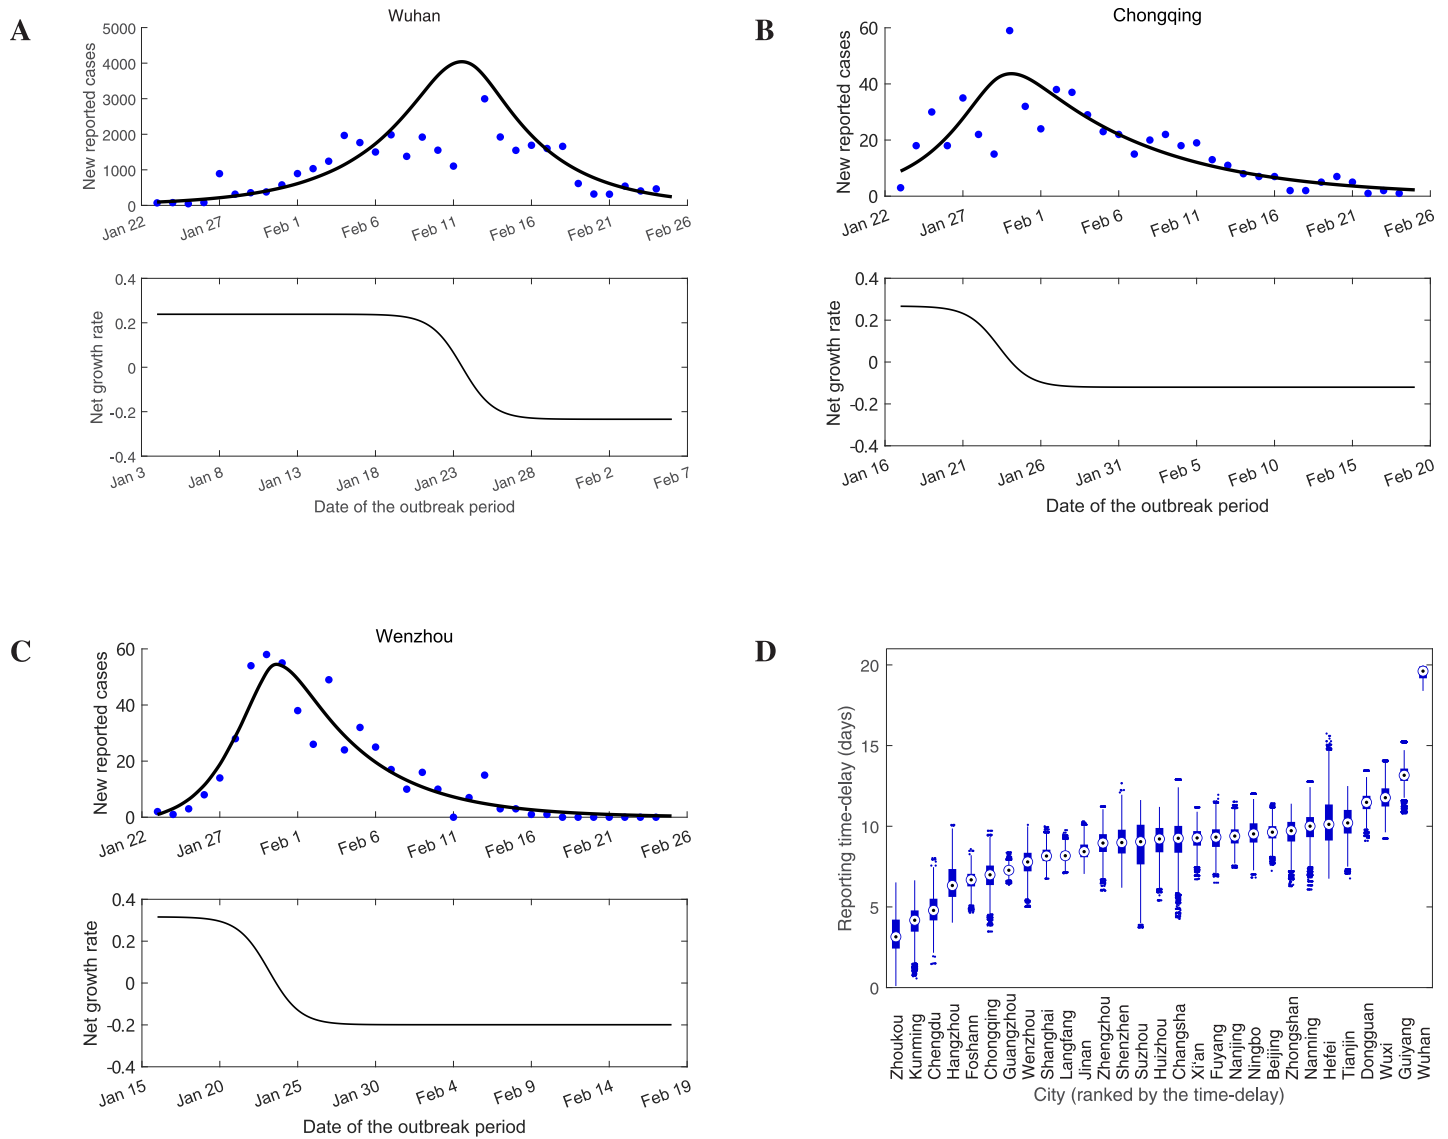 A
Wuhan
New reported cases
5000
4000
3000
2000
1000
0
Jan 22
Jan 27
Feb 1
Feb 6
Feb 11
Feb 16
Feb 21
Feb 26
Net growth rate
0.4
0.2
0
-0.2
-0.4
Jan 3
Jan 8
Jan 13
Jan 18
Jan 23
Jan 28
Feb 2
Feb 7
Date of the outbreak period
B
Chongqing
New reported cases
60
40
20
0
Jan 22
Jan 27
Feb 1
Feb 6
Feb 11
Feb 16
Feb 21
Feb 26
Net growth rate
0.4
0.2
0
-0.2
-0.4
Jan 16
Jan 21
Jan 26
Jan 31
Feb 5
Feb 10
Feb 15
Feb 20
Date of the outbreak period
C
Wenzhou
New reported cases
60
40
20
0
Jan 22
Jan 27
Feb 1
Feb 6
Feb 11
Feb 16
Feb 21
Feb 26
Net growth rate
0.4
0.2
0
-0.2
-0.4
Jan 15
Jan 20
Jan 25
Jan 30
Feb 4
Feb 9
Feb 14
Feb 19
Date of the outbreak period
D
Reporting time-delay (days)
20
15
10
5
0
Zhoukou
Kunming
Chengdu
Hangzhou
Foshann
Chongqing
Guangzhou
Wenzhou
Shanghai
Langfang
Jinan
Zhengzhou
Shenzhen
Suzhou
Huizhou
Changsha
Xi'an
Fuyang
Nanjing
Ningbo
Beijing
Zhongshan
Nanming
Hefei
Tianjin
Dongguan
Wuxi
Guiyang
Wuhan
City (ranked by the time-delay)